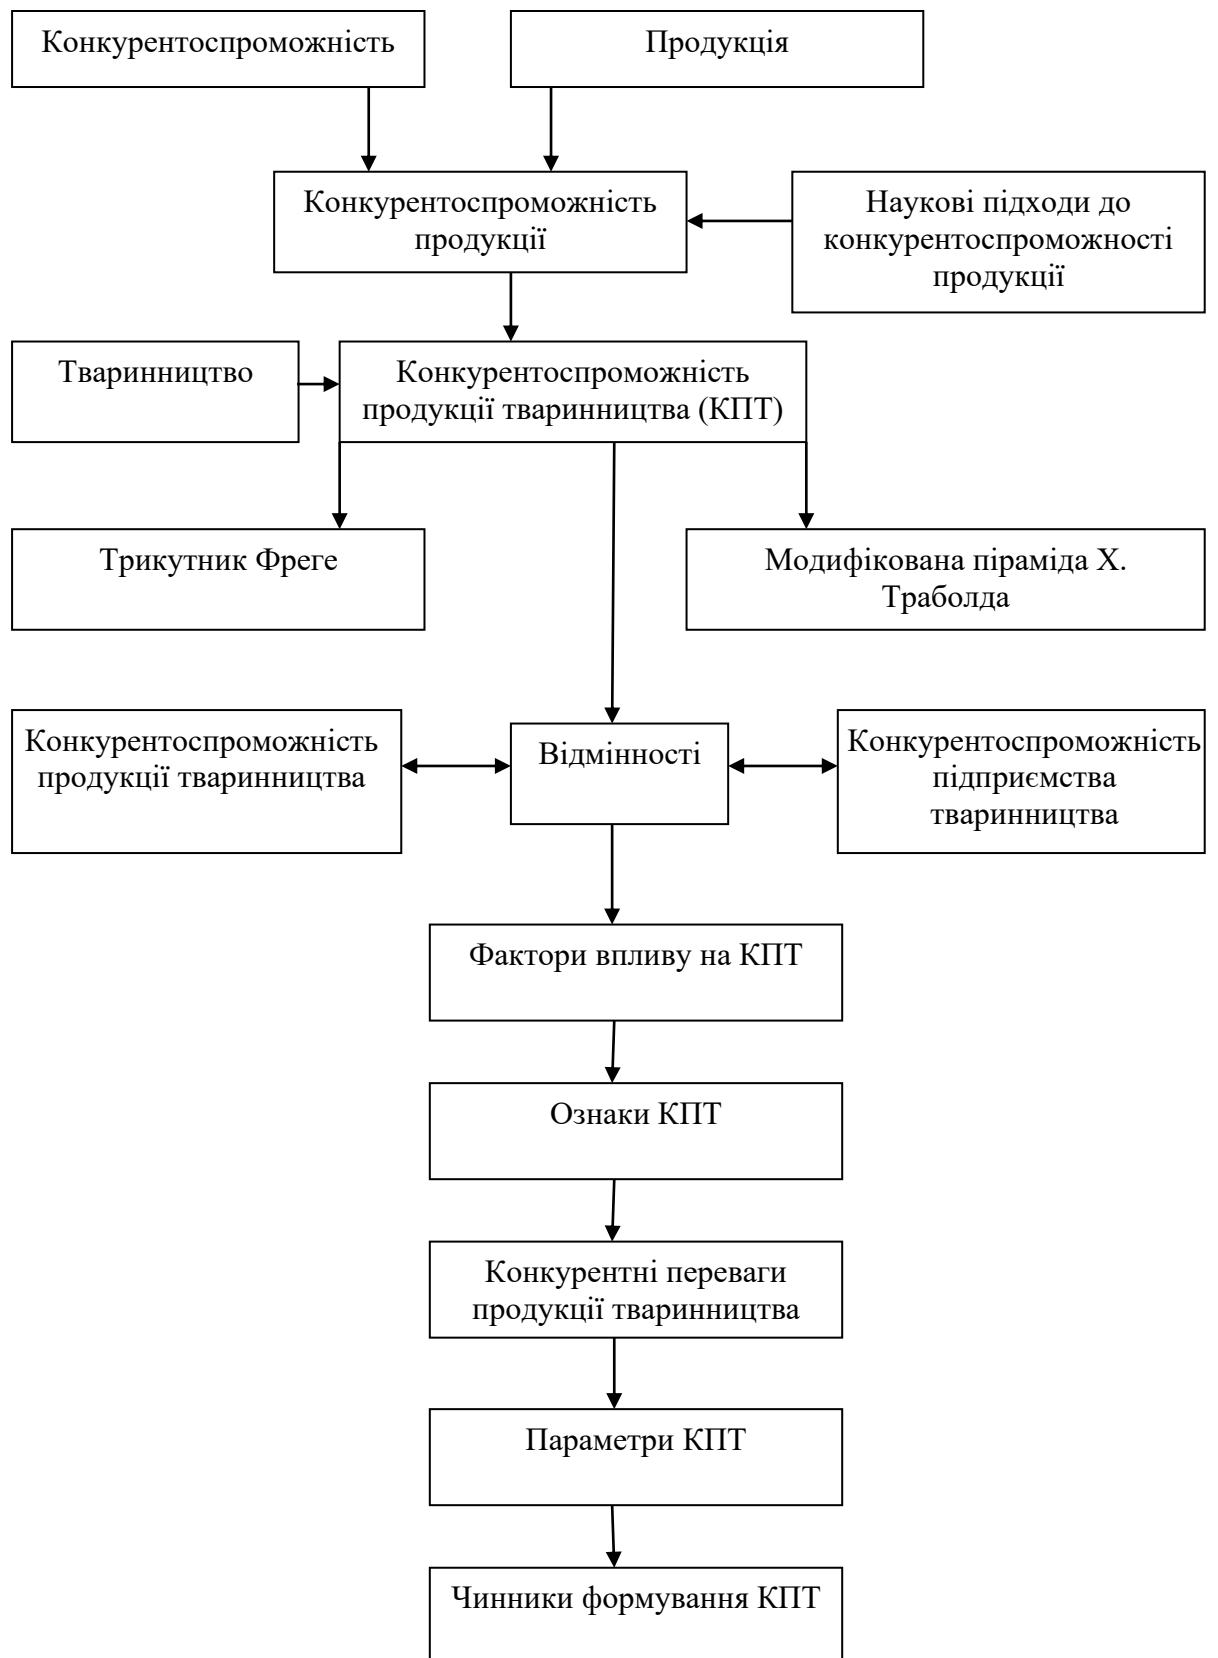 Конкурентоспроможність
Продукція
Конкурентоспроможність
продукції
Наукові підходи до
конкурентоспроможності
продукції
Тваринництво
Конкурентоспроможність
продукції тваринництва (КПТ)
Трикутник Фреге
Модифікована піраміда Х.
Траболда
Конкурентоспроможність
продукції тваринництва
Відмінності
Конкурентоспроможність
підприємства
тваринництва
Фактори впливу на КПТ
Ознаки КПТ
Конкурентні переваги
продукції тваринництва
Параметри КПТ
Чинники формування КПТ